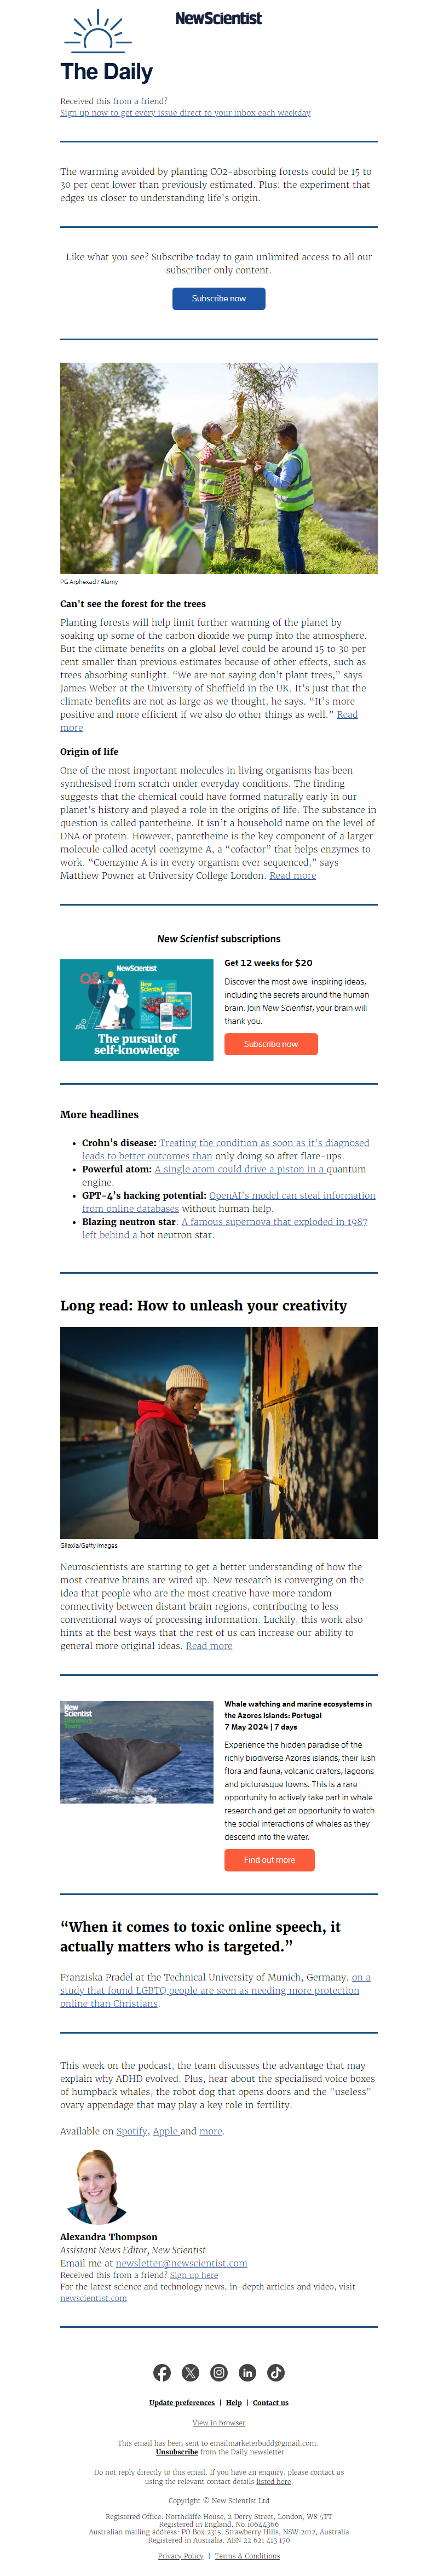 NewScientist
The Daily
Received this from a friend?
Sign up now to get every issue direct to your inbox each weekday
The warming avoided by planting CO2-absorbing forests could be 15 to
30 per cent lower than previously estimated. Plus: the experiment that
edges us closer to understanding life's origin.
Like what you see? Subscribe today to gain unlimited access to all our
subscriber only content.
Subscribe now
PG Arphexad / Alamy
Can't see the forest for the trees
Planting forests will help limit further warming of the planet by
soaking up some of the carbon dioxide we pump into the atmosphere.
But the climate benefits on a global level could be around 15 to 30 per
cent smaller than previous estimates because of other effects, such as
trees absorbing sunlight. “We are not saying don't plant trees,” says
James Weber at the University of Sheffield in the UK. It's just that the
climate benefits are not as large as we thought, he says. “It's more
positive and more efficient if we also do other things as well.” Read
more
Origin of life
One of the most important molecules in living organisms has been
synthesised from scratch under everyday conditions. The finding
suggests that the chemical could have formed naturally early in our
planet's history and played a role in the origins of life. The substance in
question is called pantetheine. It isn't a household name on the level of
DNA or protein. However, pantetheine is the key component of a larger
molecule called acetyl coenzyme A, a “cofactor” that helps enzymes to
work. “Coenzyme A is in every organism ever sequenced,” says
Matthew Powner at University College London. Read more
New Scientist subscriptions
NewScientist
The pursuit of
self-knowledge
Get 12 weeks for $20
Discover the most awe-inspiring ideas,
including the secrets around the human
brain. Join New Scientist, your brain will
thank you.
Subscribe now
More headlines
• Crohn's disease: Treating the condition as soon as it's diagnosed
leads to better outcomes than only doing so after flare-ups.
• Powerful atom: A single atom could drive a piston in a quantum
engine.
• GPT-4's hacking potential: OpenAI's model can steal information
from online databases without human help.
• Blazing neutron star: A famous supernova that exploded in 1987
left behind a hot neutron star.
Long read: How to unleash your creativity
Gilaxia/Getty Images
Neuroscientists are starting to get a better understanding of how the
most creative brains are wired up. New research is converging on the
idea that people who are the most creative have more random
connectivity between distant brain regions, contributing to less
conventional ways of processing information. Luckily, this work also
hints at the best ways that the rest of us can increase our ability to
general more original ideas. Read more
New
Scientist
Discovery
Tours
Whale watching and marine ecosystems in
the Azores Islands: Portugal
7 May 2024 | 7 days
Experience the hidden paradise of the
richly biodiverse Azores islands, their lush
flora and fauna, volcanic craters, lagoons
and picturesque towns. This is a rare
opportunity to actively take part in whale
research and get an opportunity to watch
the social interactions of whales as they
descend into the water.
Find out more
“When it comes to toxic online speech, it
actually matters who is targeted.”
Franziska Pradel at the Technical University of Munich, Germany, on a
study that found LGBTQ people are seen as needing more protection
online than Christians.
This week on the podcast, the team discusses the advantage that may
explain why ADHD evolved. Plus, hear about the specialised voice boxes
of humpback whales, the robot dog that opens doors and the "useless"
ovary appendage that may play a key role in fertility.
Available on Spotify, Apple and more.
Alexandra Thompson
Assistant News Editor, New Scientist
Email me at newsletter@newscientist.com
Received this from a friend? Sign up here
For the latest science and technology news, in-depth articles and video, visit
newscientist.com
Update preferences | Help | Contact us
View in browser
This email has been sent to emailmarketerbudd@gmail.com.
Unsubscribe from the Daily newsletter
Do not reply directly to this email. If you have an enquiry, please contact us
using the relevant contact details listed here.
Copyright © New Scientist Ltd
Registered Office: Northcliffe House, 2 Derry Street, London, W8 5TT
Registered in England. No.10644366
Australian mailing address: PO Box 2315, Strawberry Hills, NSW 2012, Australia
Registered in Australia. ABN 22 621 413 170
Privacy Policy | Terms & Conditions